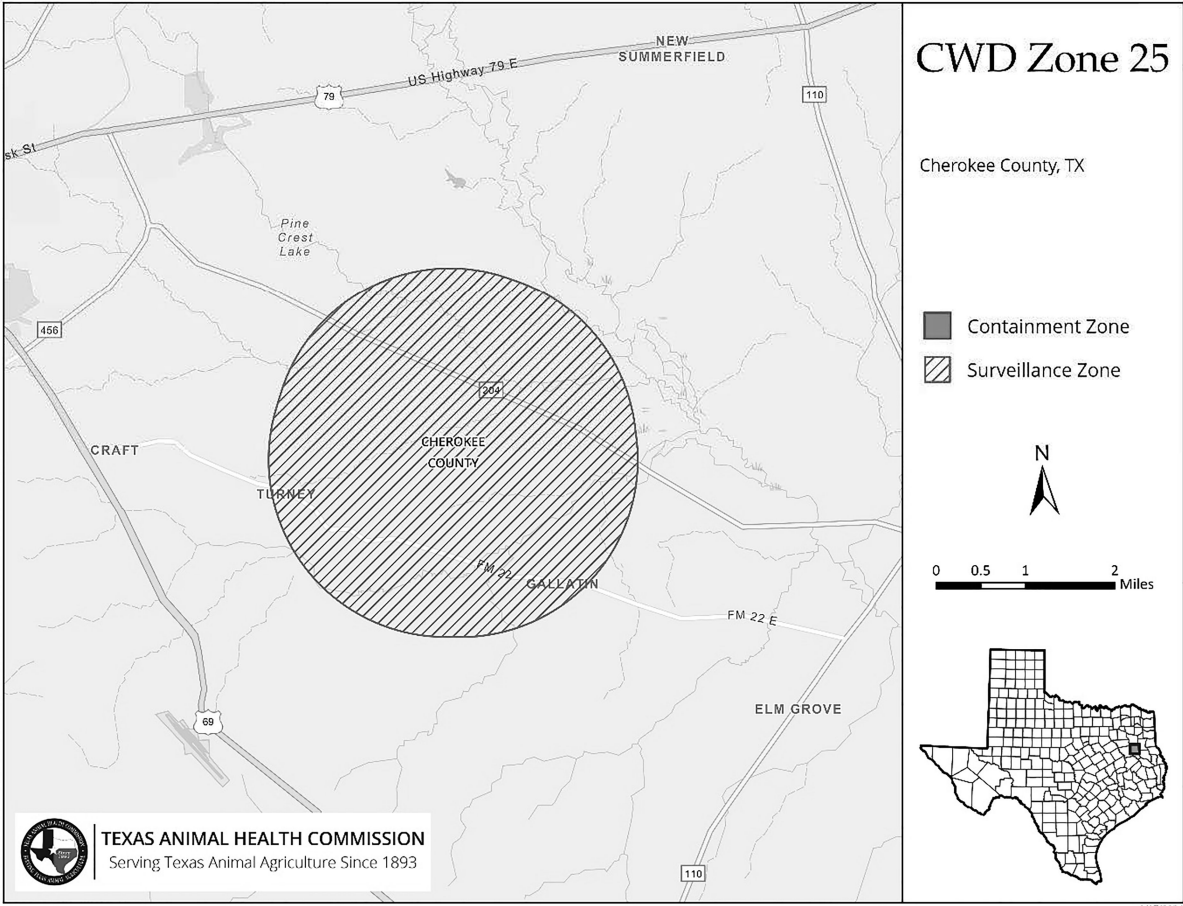 NEW
SUMMERFIELD
US Highway 79 E
79
110
sk St
Pine
Crest
Lake
456
204
CRAFT
CHEROKEE
COUNTY
TURNEY
FM 22
GALLATIN
FM 22 E
ELM GROVE
69
110
TEXAS ANIMAL HEALTH COMMISSION
Serving Texas Animal Agriculture Since 1893
CWD Zone 25
Cherokee County, TX
Containment Zone
Surveillance Zone
N
0 0.5 1 2
Miles